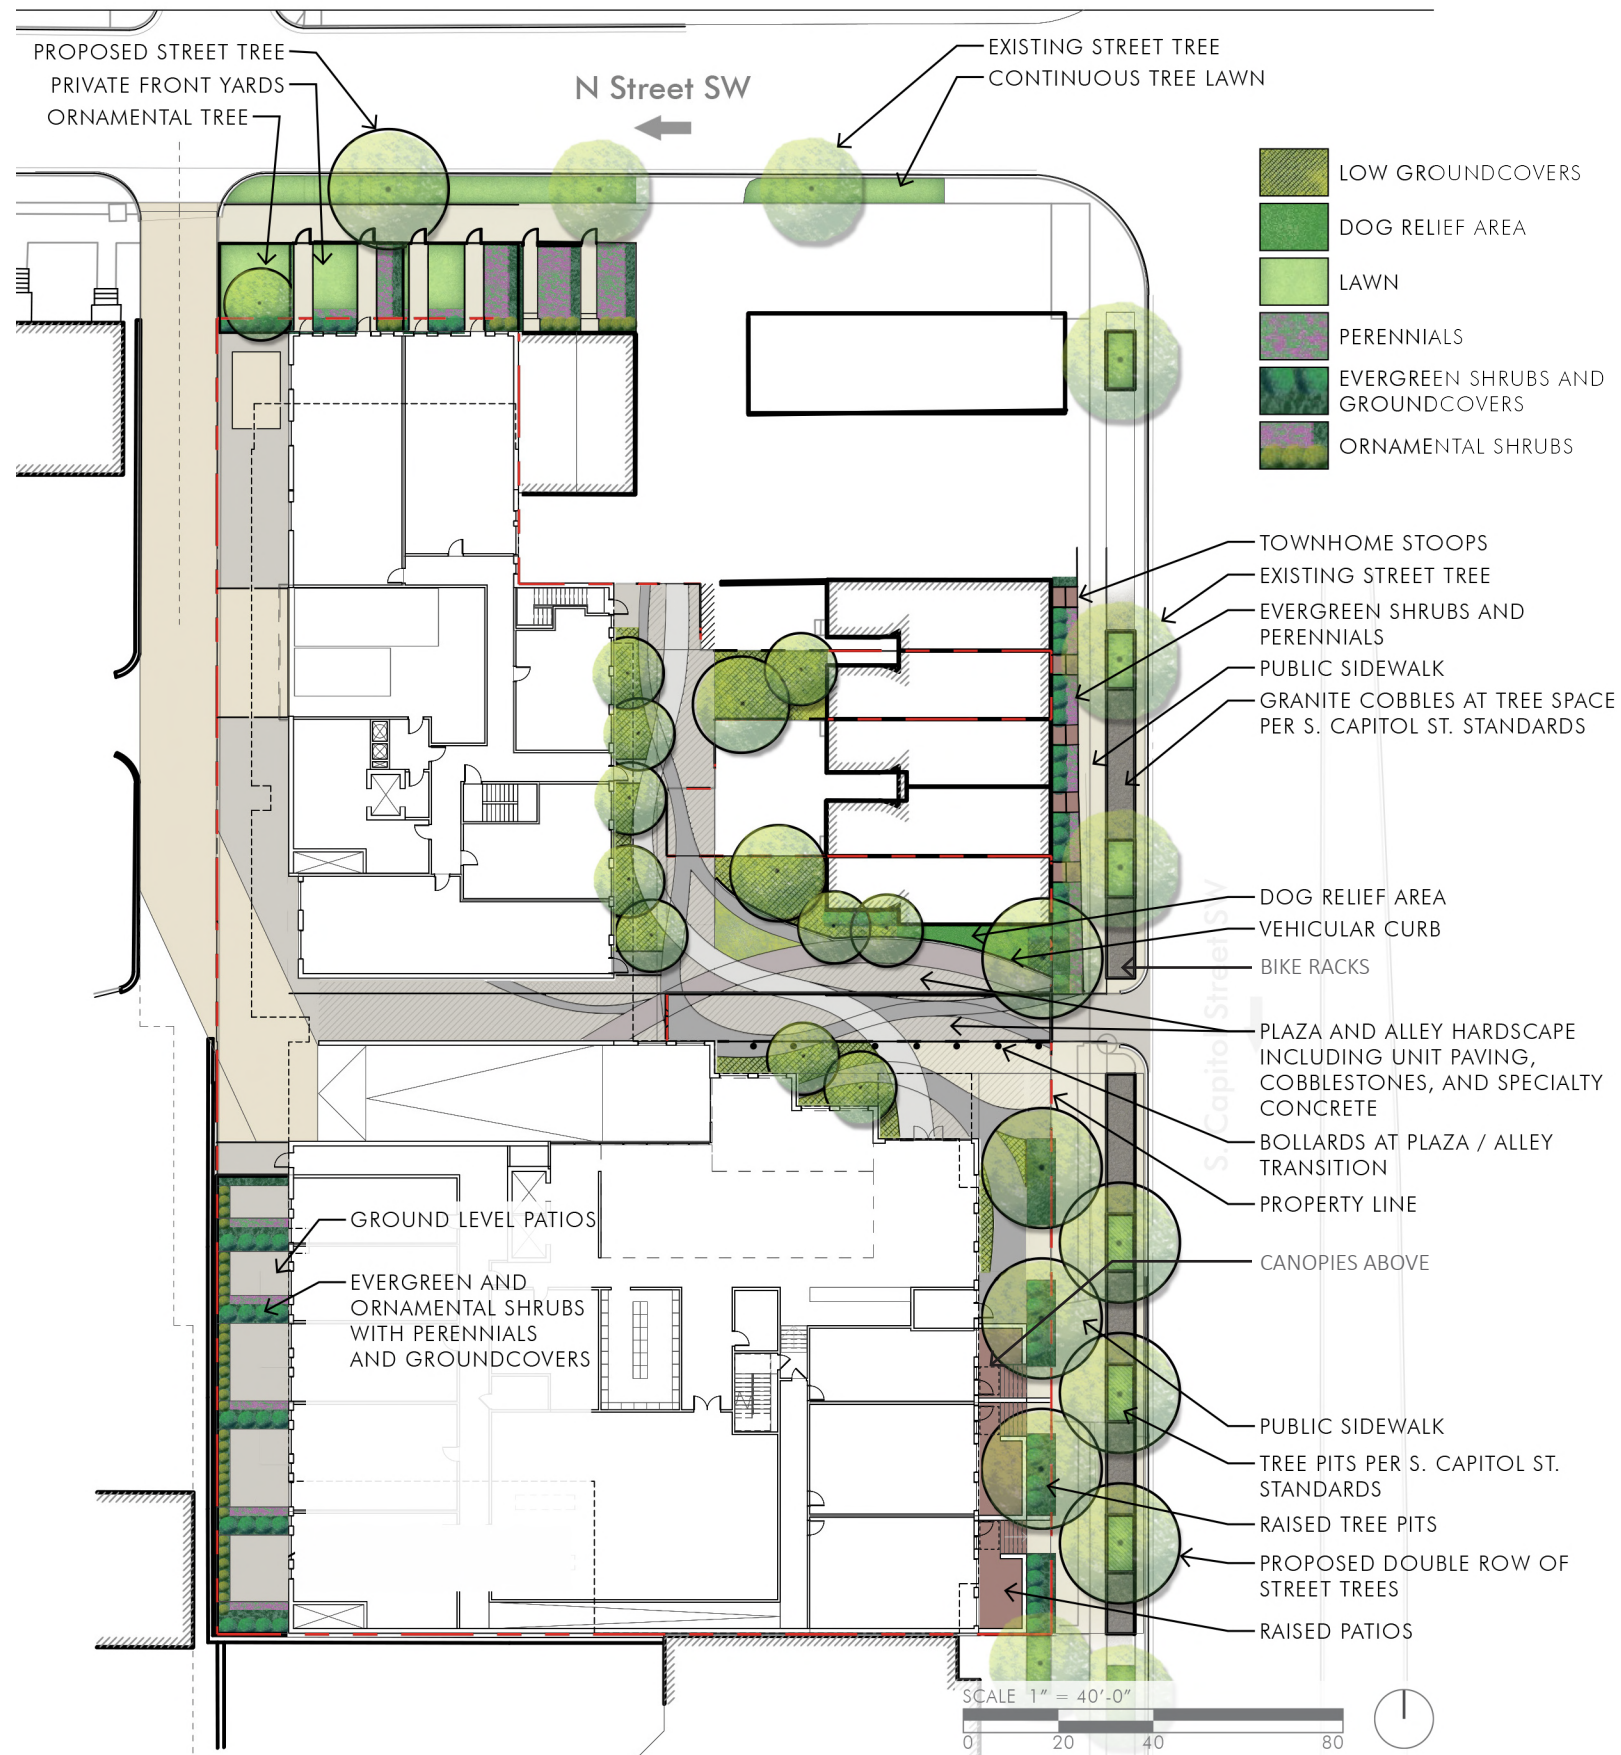 PROPOSED STREET TREE
PRIVATE FRONT YARDS
ORNAMENTAL TREE
N Street SW
EXISTING STREET TREE
CONTINUOUS TREE LAWN
LOW GROUNDCOVERS
DOG RELIEF AREA
LAWN
PERENNIALS
EVERGREEN SHRUBS AND
GROUNDCOVERS
ORNAMENTAL SHRUBS
TOWNHOME STOOPS
EXISTING STREET TREE
EVERGREEN SHRUBS AND
PERENNIALS
PUBLIC SIDEWALK
GRANITE COBBLES AT TREE SPACE
PER S. CAPITOL ST. STANDARDS
S. Capitol Street SW
DOG RELIEF AREA
VEHICULAR CURB
BIKE RACKS
PLAZA AND ALLEY HARDSCAPE
INCLUDING UNIT PAVING,
COBBLESTONES, AND SPECIALTY
CONCRETE
BOLLARDS AT PLAZA / ALLEY
TRANSITION
PROPERTY LINE
CANOPIES ABOVE
GROUND LEVEL PATIOS
EVERGREEN AND
ORNAMENTAL SHRUBS
WITH PERENNIALS
AND GROUNDCOVERS
PUBLIC SIDEWALK
TREE PITS PER S. CAPITOL ST.
STANDARDS
RAISED TREE PITS
PROPOSED DOUBLE ROW OF
STREET TREES
RAISED PATIOS
SCALE 1" = 40'-0"
0 20 40 80